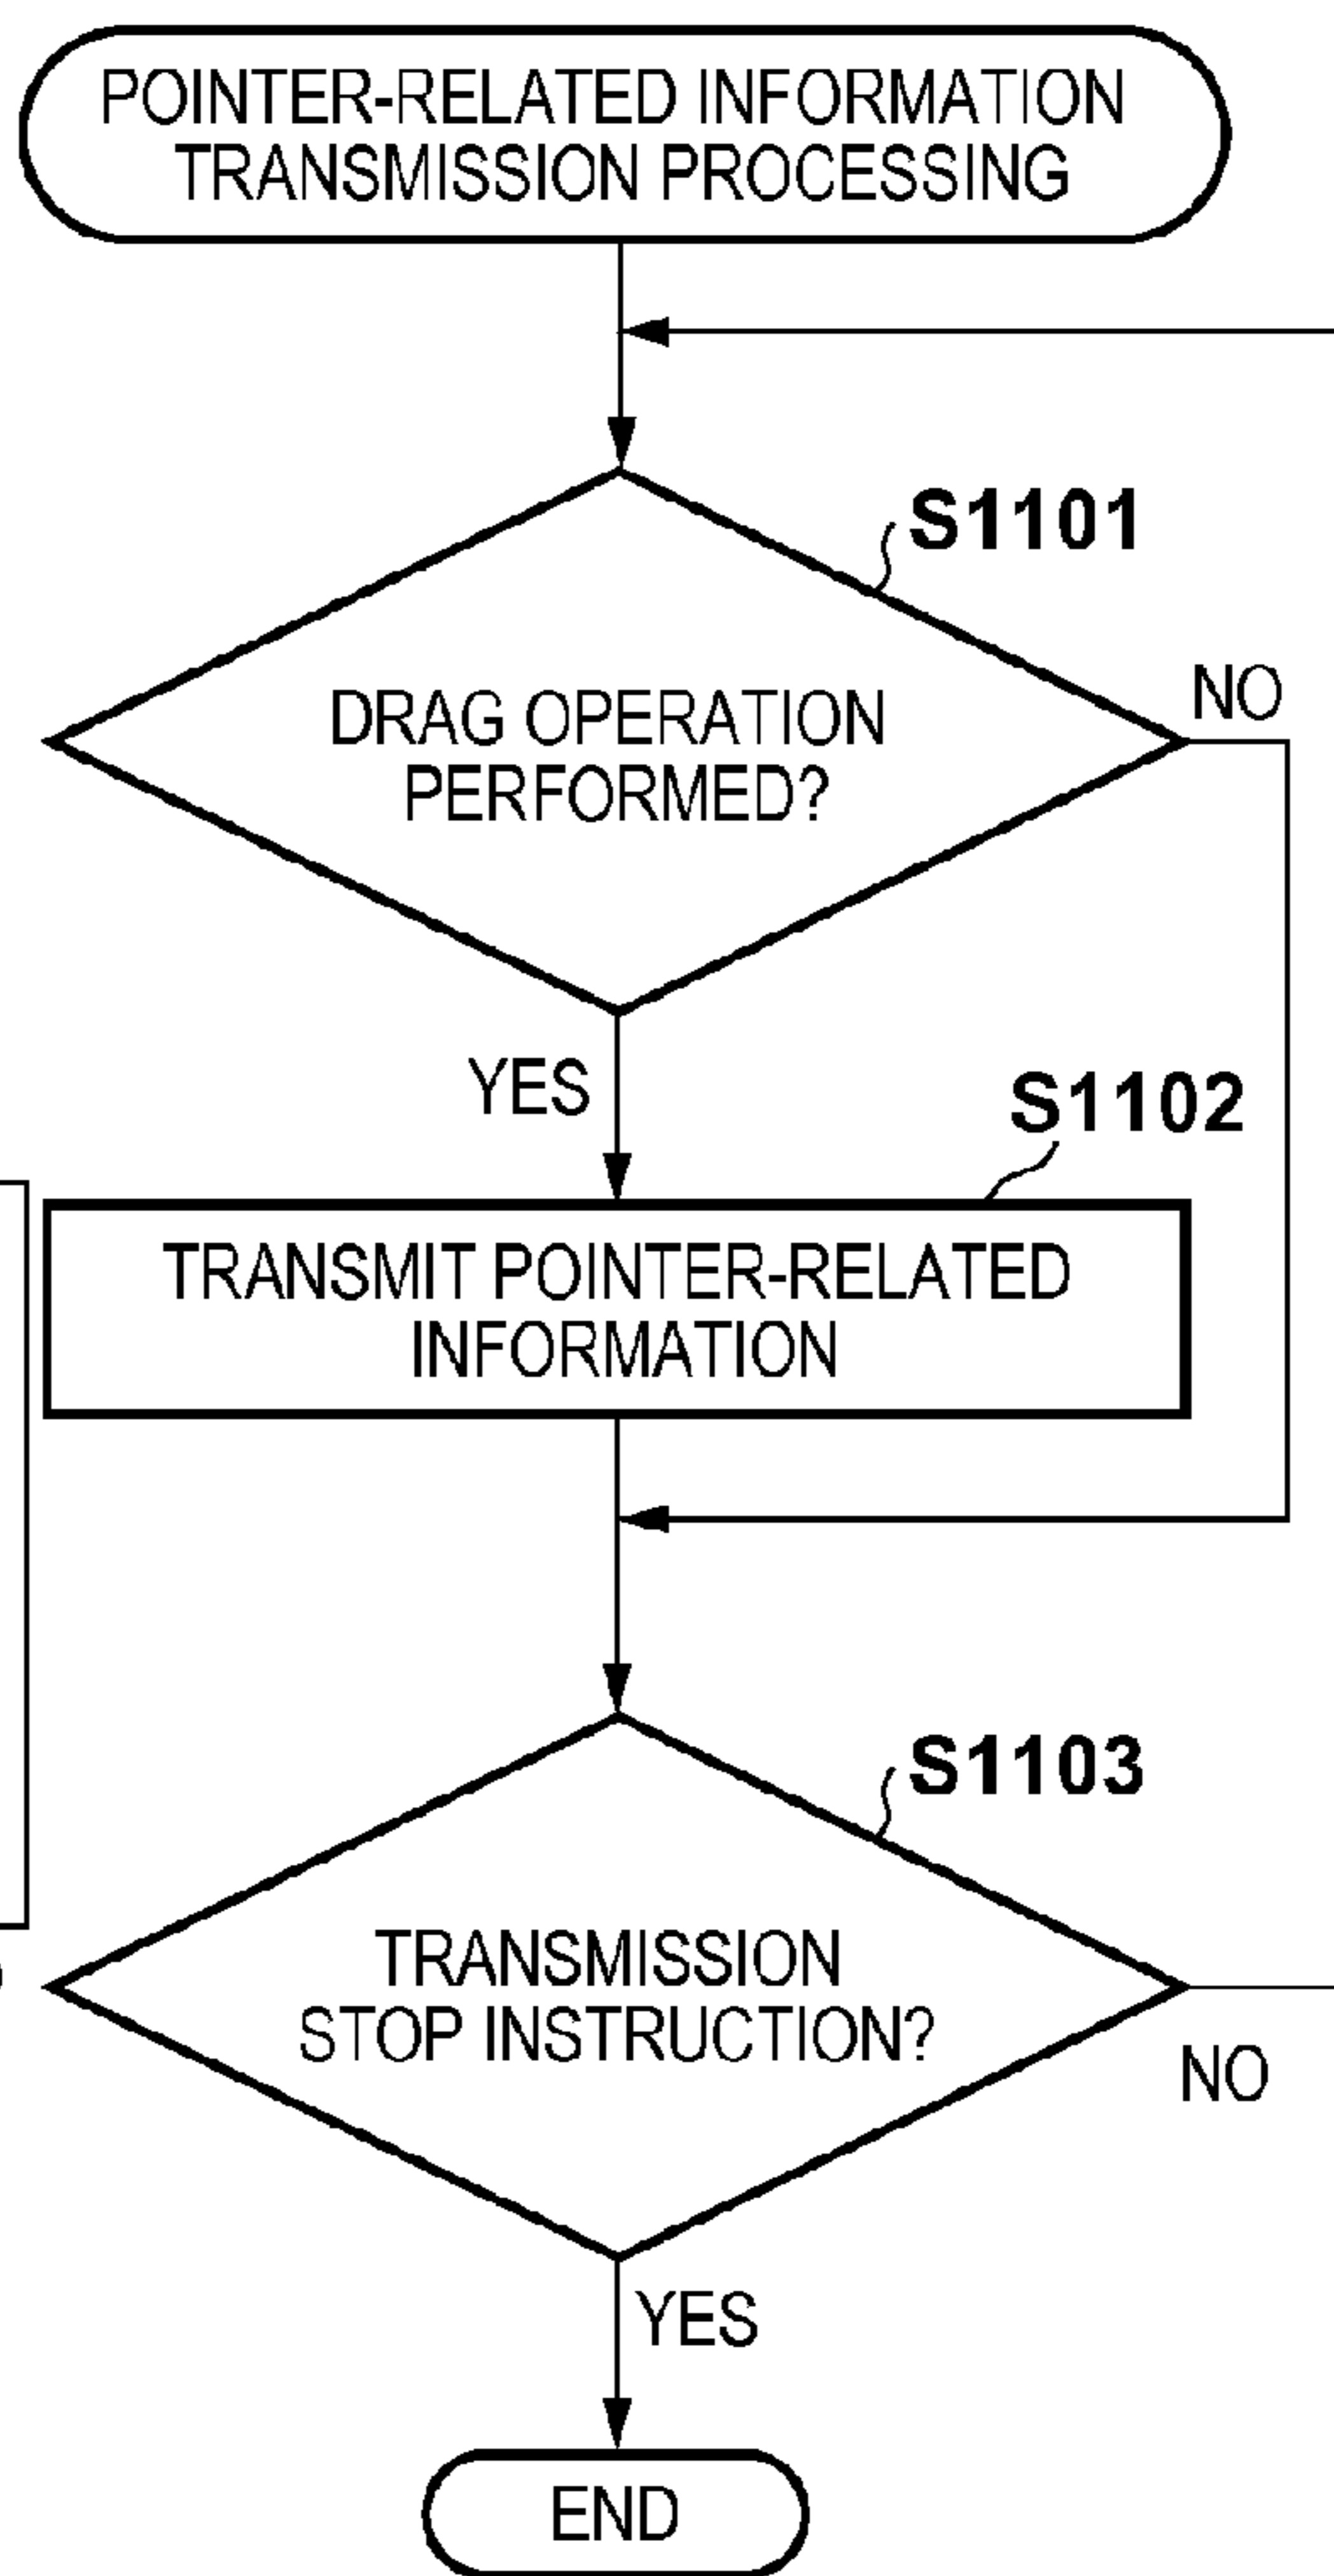 POINTER-RELATED INFORMATION
TRANSMISSION PROCESSING
S1101
DRAG OPERATION
PERFORMED?
NO
YES
S1102
TRANSMIT POINTER-RELATED
INFORMATION
S1103
TRANSMISSION
STOP INSTRUCTION?
NO
YES
END